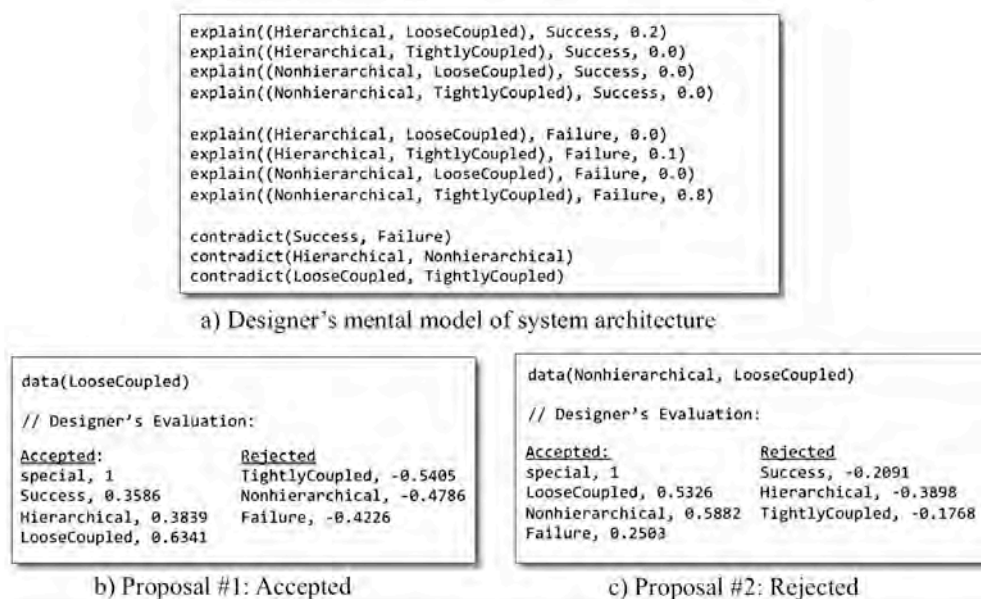 explain((Hierarchical, LooseCoupled), Success, 0.2)
explain((Hierarchical, TightlyCoupled), Success, 0.0)
explain((Nonhierarchical, LooseCoupled), Success, 0.0)
explain((Nonhierarchical, TightlyCoupled), Success, 0.0)
explain((Hierarchical, LooseCoupled), Failure, 0.0)
explain((Hierarchical, TightlyCoupled), Failure, 0.1)
explain((Nonhierarchical, LooseCoupled), Failure, 0.0)
explain((Nonhierarchical, TightlyCoupled), Failure, 0.8)
contradict(Success, Failure)
contradict(Hierarchical, Nonhierarchical)
contradict(LooseCoupled, TightlyCoupled)
a) Designer's mental model of system architecture
data(LooseCoupled)
// Designer's Evaluation:
Accepted: Rejected
special, 1 TightlyCoupled, -0.5405
Success, 0.3586 Nonhierarchical, -0.4786
Hierarchical, 0.3839 Failure, -0.4226
LooseCoupled, 0.6341
b) Proposal #1: Accepted
data(Nonhierarchical, LooseCoupled)
// Designer's Evaluation:
Accepted: Rejected
special, 1 Success, -0.2091
LooseCoupled, 0.5326 Hierarchical, -0.3898
Nonhierarchical, 0.5882 TightlyCoupled, -0.1768
Failure, 0.2503
c) Proposal #2: Rejected